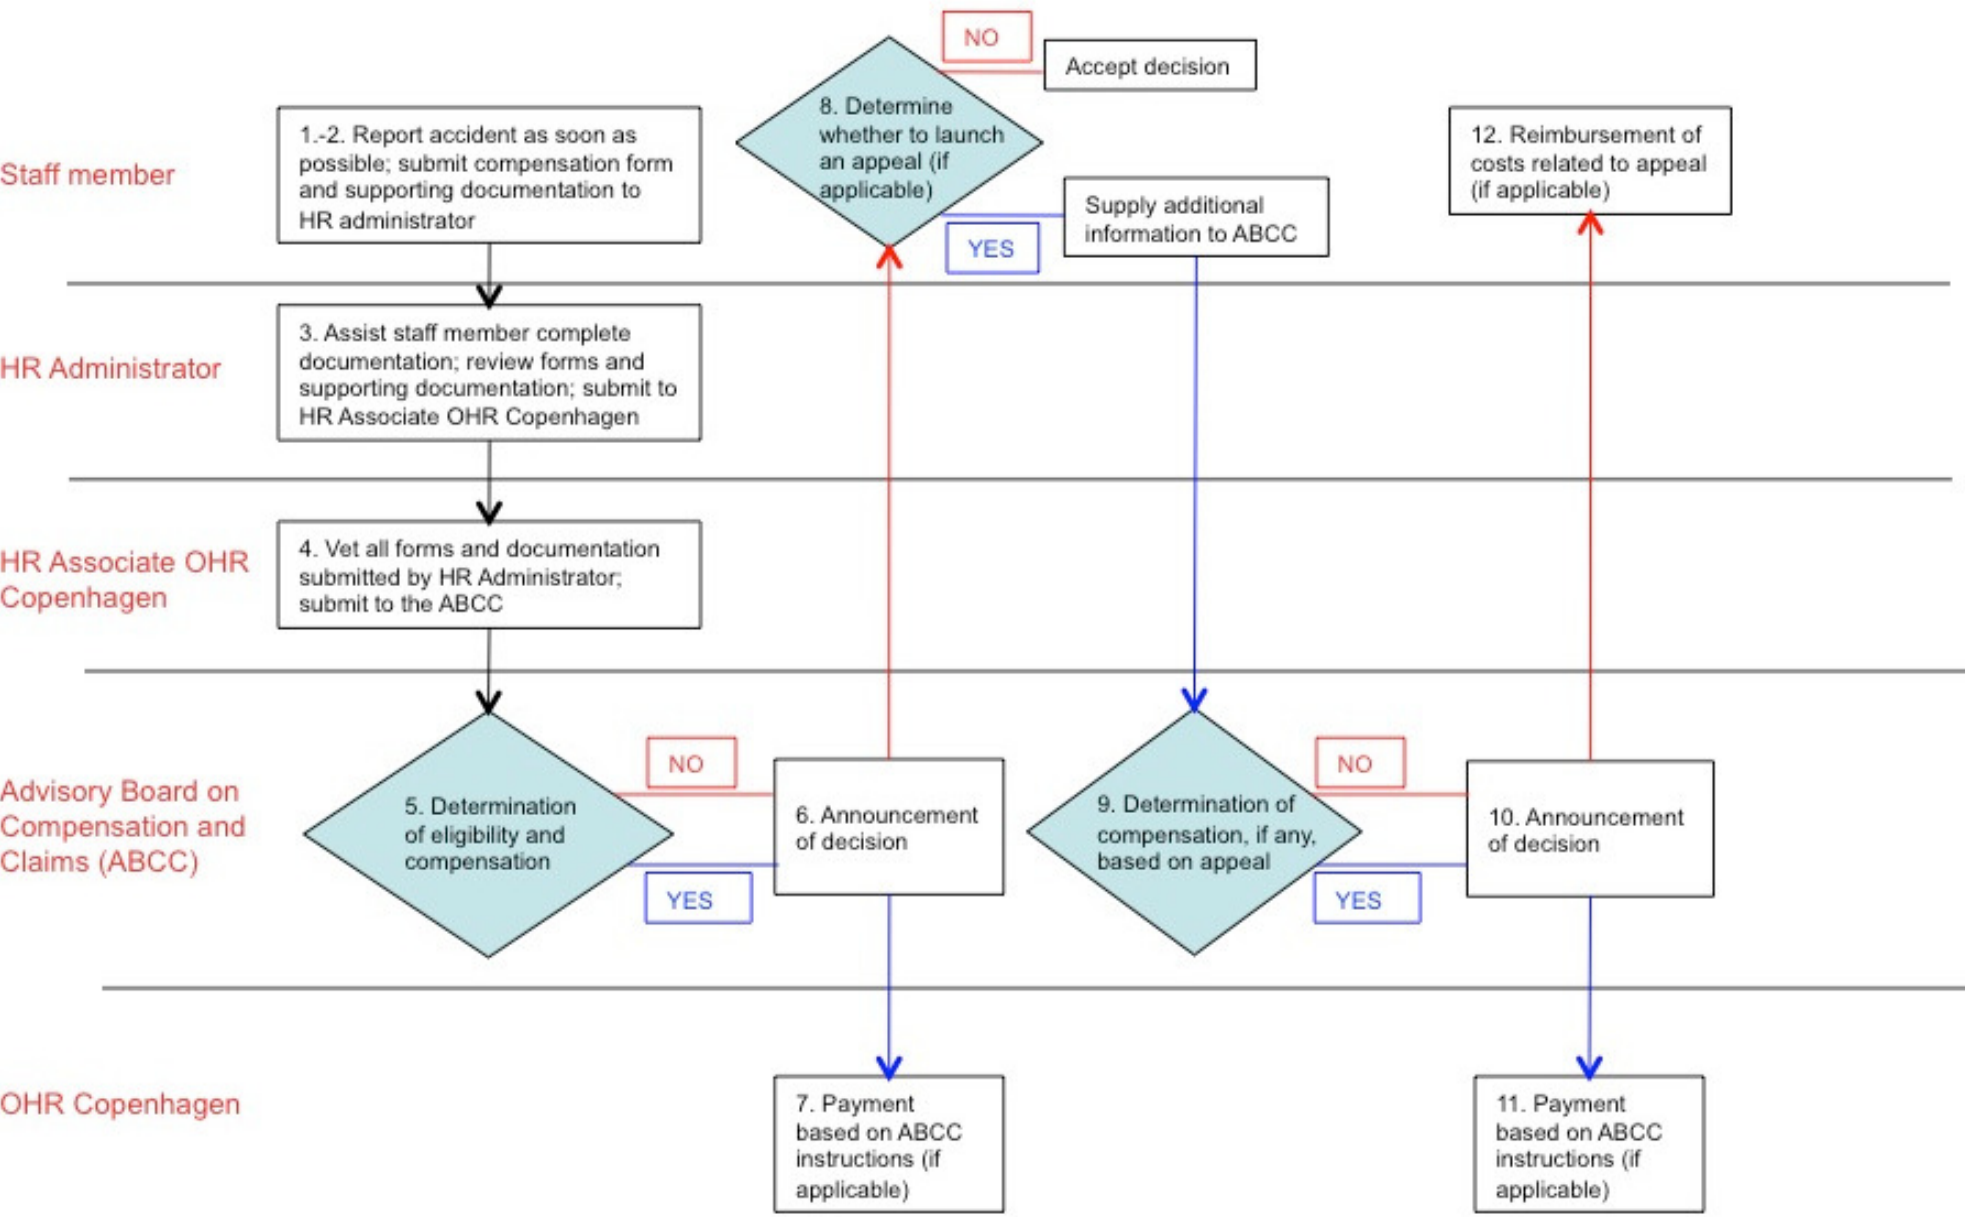 NO
Accept decision
8. Determine
whether to launch
an appeal (if
applicable)
1.-2. Report accident as soon as
possible; submit compensation form
and supporting documentation to
HR administrator
12. Reimbursement of
costs related to appeal
(if applicable)
Staff member
Supply additional
information to ABCC
YES
3. Assist staff member complete
documentation; review forms and
supporting documentation; submit to
HR Associate OHR Copenhagen
HR Administrator
4. Vet all forms and documentation
submitted by HR Administrator;
submit to the ABCC
HR Associate OHR
Copenhagen
NO
NO
Advisory Board on
Compensation and
Claims (ABCC)
5. Determination
of eligibility and
compensation
6. Announcement
of decision
9. Determination of
compensation, if any,
based on appeal
10. Announcement
of decision
YES
YES
OHR Copenhagen
7. Payment
based on ABCC
instructions (if
applicable)
11. Payment
based on ABCC
instructions (if
applicable)